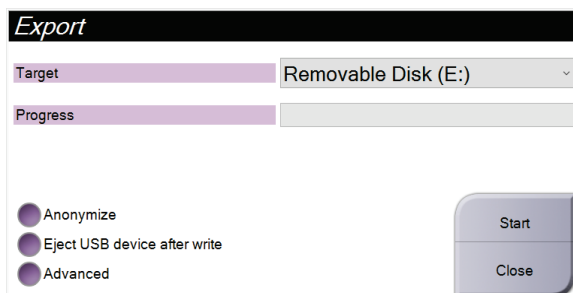 Export
Target
Removable Disk (E:)
Progress
Anonymize
Eject USB device after write
Advanced
Start
Close